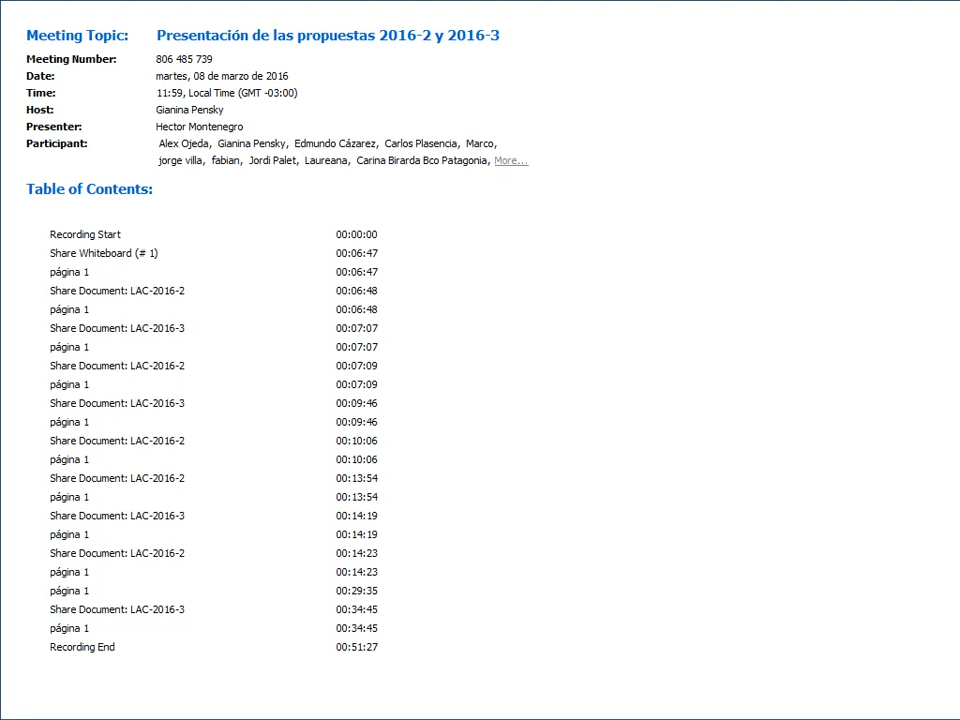 Meeting Topic: Presentación de las propuestas 2016-2 y 2016-3
Meeting Number: 806 485 739
Date: martes, 08 de marzo de 2016
Time: 11:59, Local Time (GMT -03:00)
Host: Gianina Pensky
Presenter: Hector Montenegro
Participant: Alex Ojeda, Gianina Pensky, Edmundo Cázarez, Carlos Plasencia, Marco,
jorge villa, fabian, Jordi Palet, Laureana, Carina Birarda Bco Patagonia, More...
Table of Contents:
Recording Start 00:00:00
Share Whiteboard (# 1) 00:06:47
página 1 00:06:47
Share Document: LAC-2016-2 00:06:48
página 1 00:06:48
Share Document: LAC-2016-3 00:07:07
página 1 00:07:07
Share Document: LAC-2016-2 00:07:09
página 1 00:07:09
Share Document: LAC-2016-3 00:09:46
página 1 00:09:46
Share Document: LAC-2016-2 00:10:06
página 1 00:10:06
Share Document: LAC-2016-2 00:13:54
página 1 00:13:54
Share Document: LAC-2016-3 00:14:19
página 1 00:14:19
Share Document: LAC-2016-2 00:14:23
página 1 00:14:23
página 1 00:29:35
Share Document: LAC-2016-3 00:34:45
página 1 00:34:45
Recording End 00:51:27